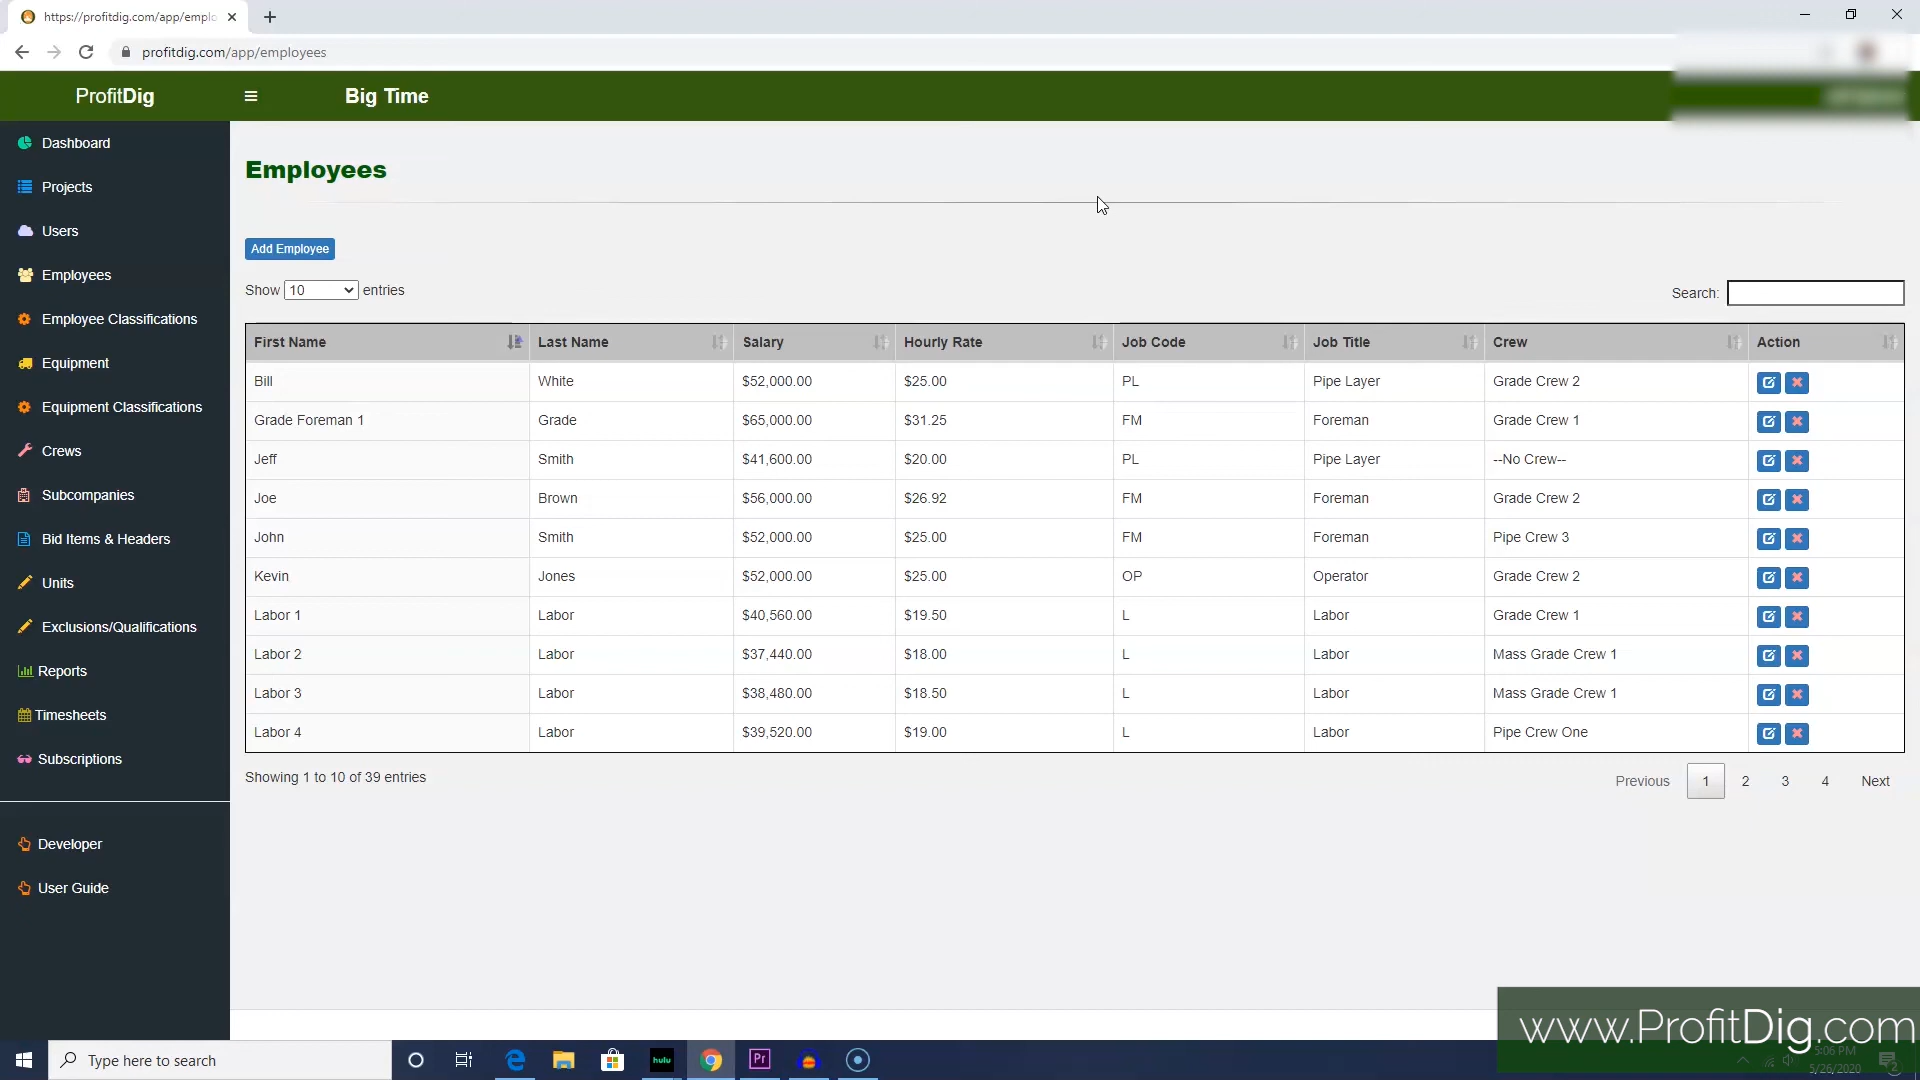 https://profitdig.com/app/emplo
profitdig.com/app/employees
ProfitDig
Big Time
Dashboard
Projects
Users
Employees
Employee Classifications
Equipment
Equipment Classifications
Crews
Subcompanies
Bid Items & Headers
Units
Exclusions/Qualifications
Reports
Timesheets
Subscriptions
Developer
User Guide
Employees
Add Employee
Show 10 entries
Search:
First Name Last Name Salary Hourly Rate Job Code Job Title Crew Action
Bill White $52,000.00 $25.00 PL Pipe Layer Grade Crew 2
Grade Foreman 1 Grade $65,000.00 $31.25 FM Foreman Grade Crew 1
Jeff Smith $41,600.00 $20.00 PL Pipe Layer --No Crew--
Joe Brown $56,000.00 $26.92 FM Foreman Grade Crew 2
John Smith $52,000.00 $25.00 FM Foreman Pipe Crew 3
Kevin Jones $52,000.00 $25.00 OP Operator Grade Crew 2
Labor 1 Labor $40,560.00 $19.50 L Labor Grade Crew 1
Labor 2 Labor $37,440.00 $18.00 L Labor Mass Grade Crew 1
Labor 3 Labor $38,480.00 $18.50 L Labor Mass Grade Crew 1
Labor 4 Labor $39,520.00 $19.00 L Labor Pipe Crew One
Showing 1 to 10 of 39 entries
Previous 1 2 3 4 Next
www.ProfitDig.com
Type here to search
hulu
Pr
5:06 PM
5/26/2020
2